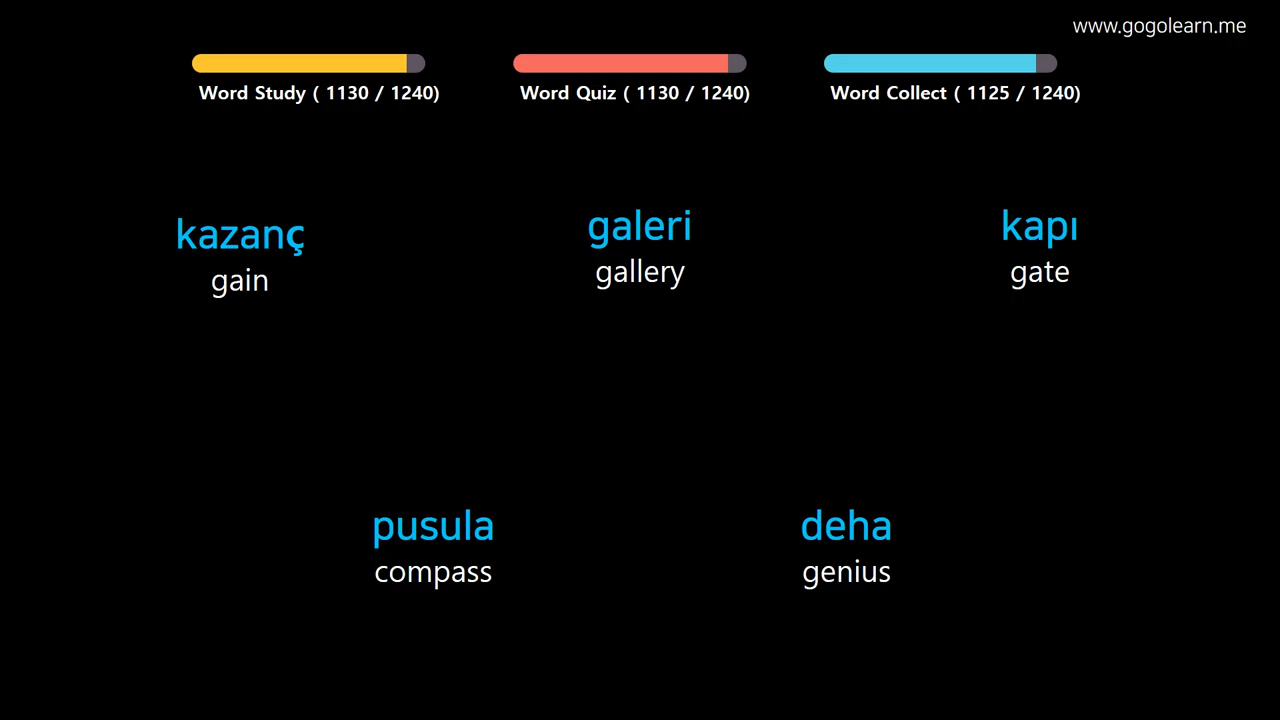 www.gogolearn.me
Word Study ( 1130 / 1240)
Word Quiz ( 1130 / 1240)
Word Collect ( 1125 / 1240)
kazanç
gain
galeri
gallery
kapı
gate
pusula
compass
deha
genius